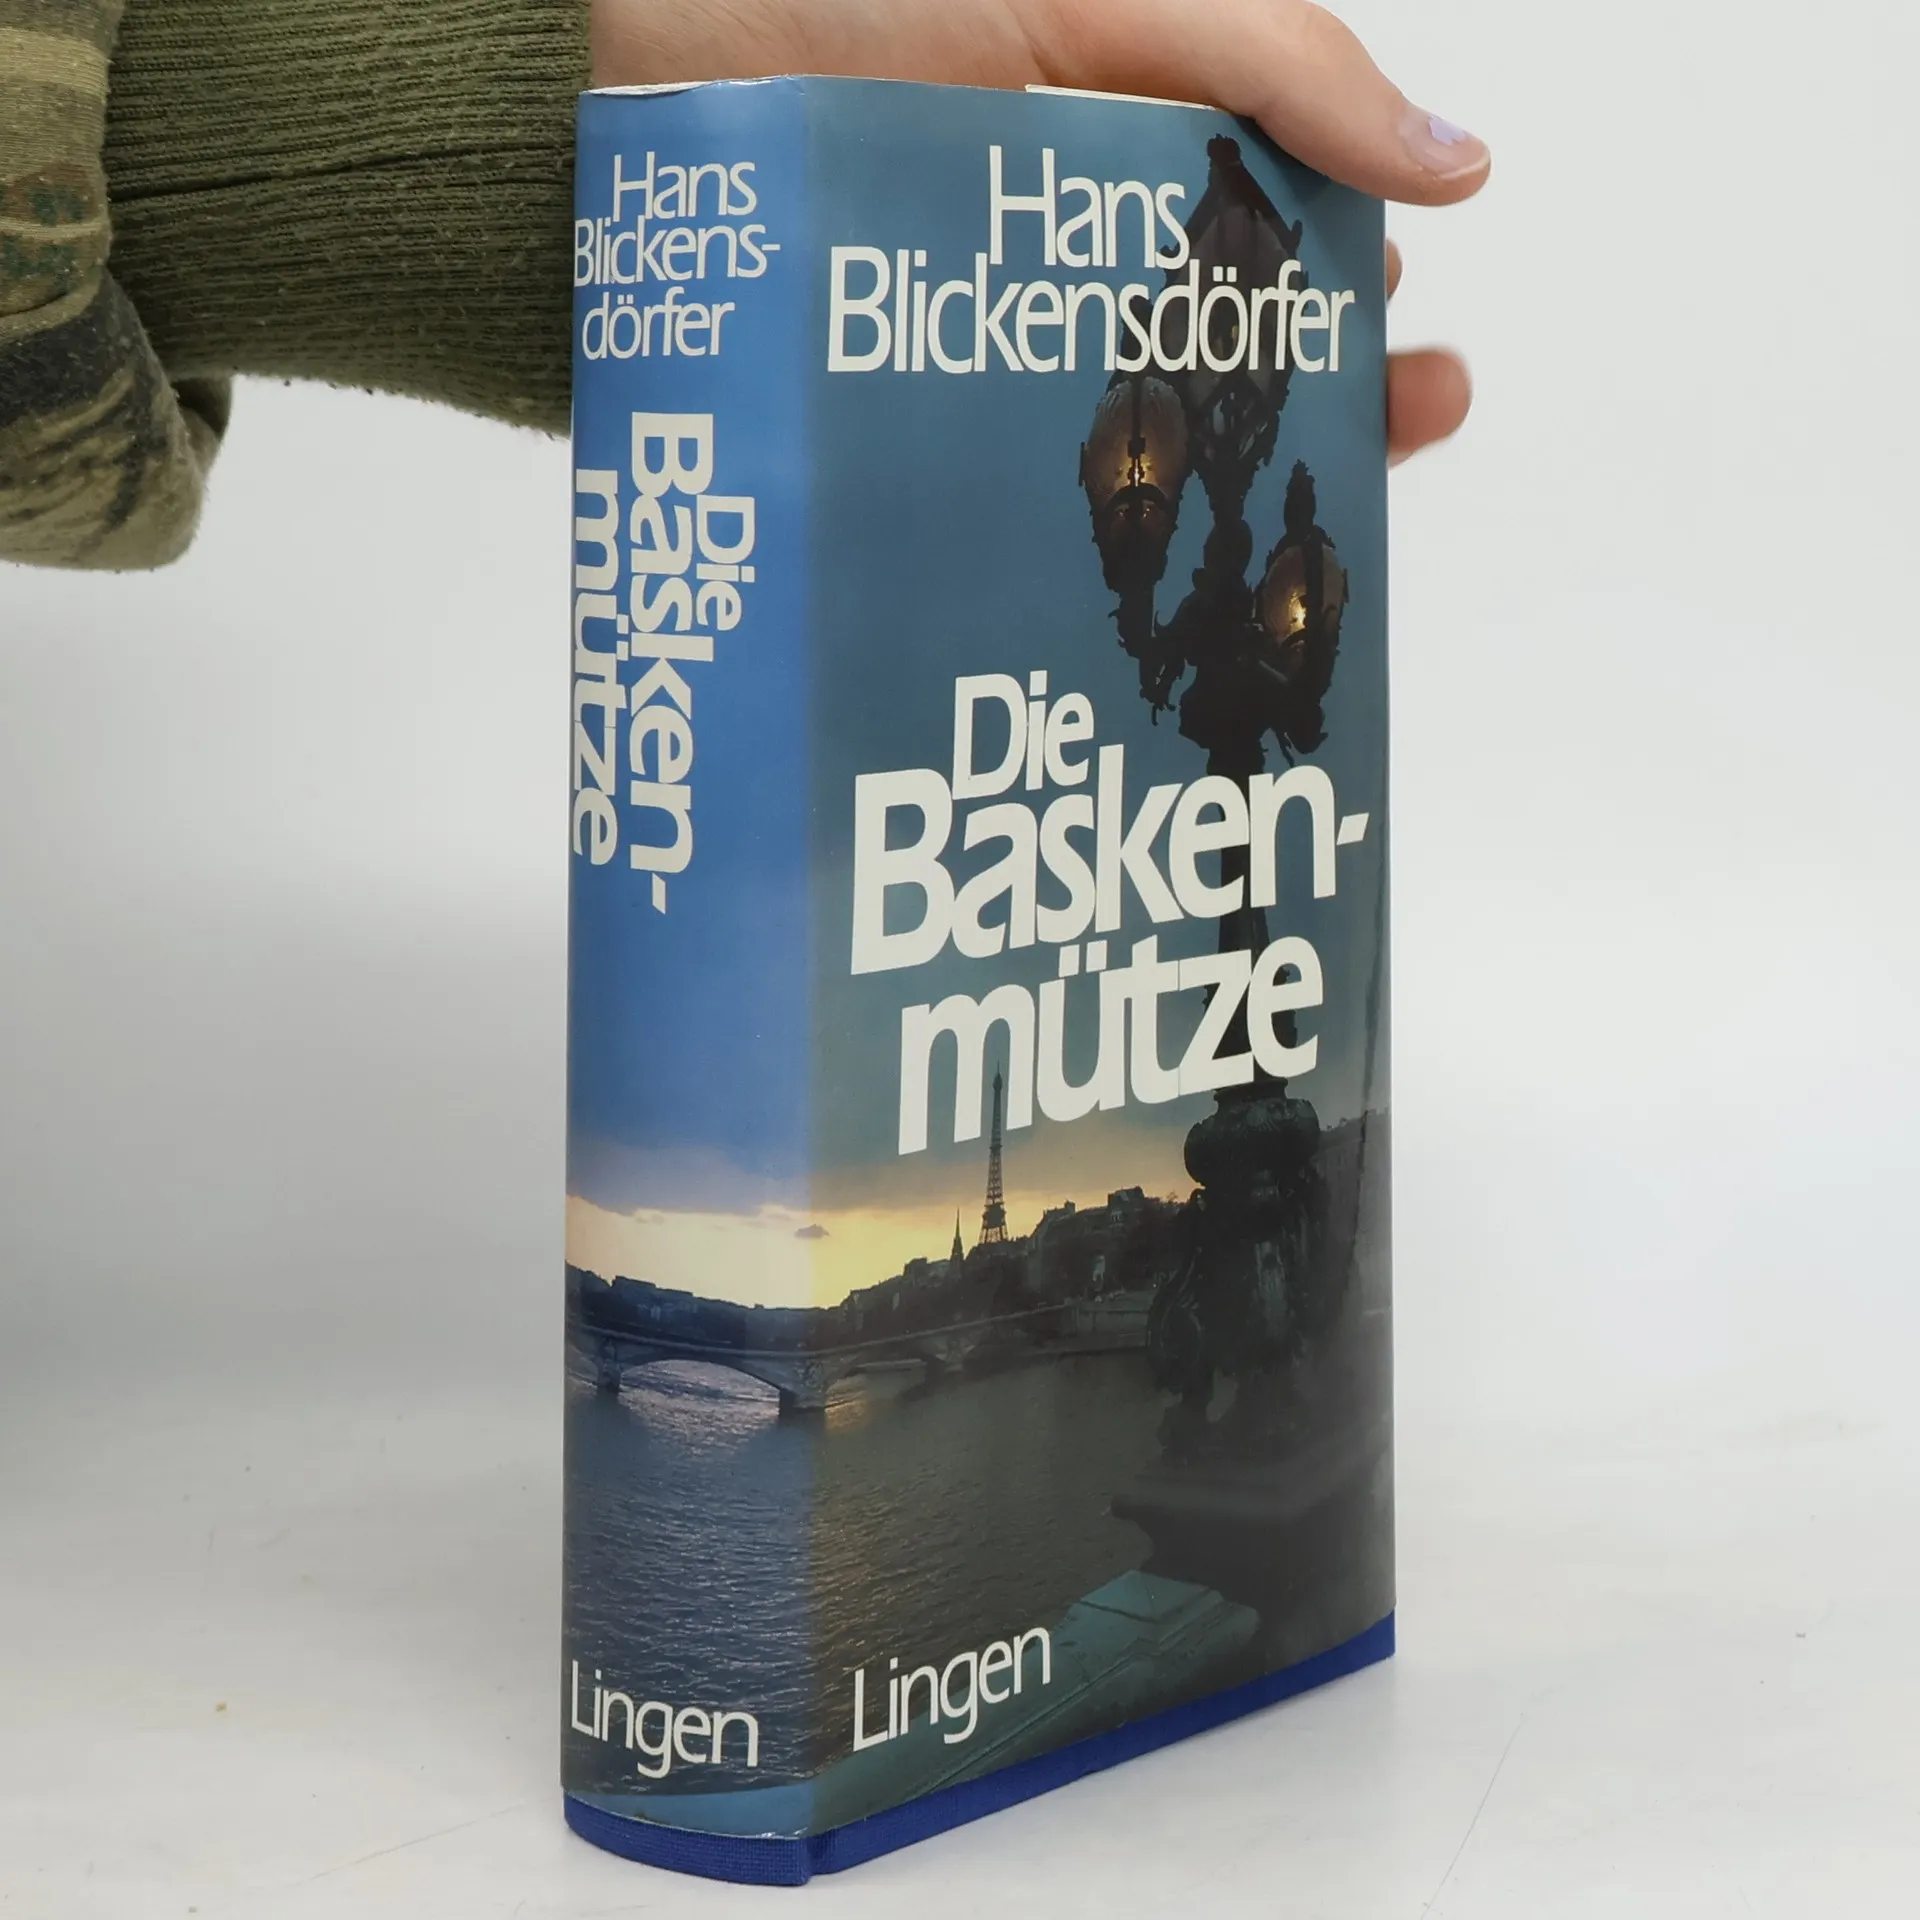 Hans
Blickens-
dörfer
Die
Basken-
mütze
Lingen
Hans
Blickensdörfer
Die
Basken-
mütze
Lingen